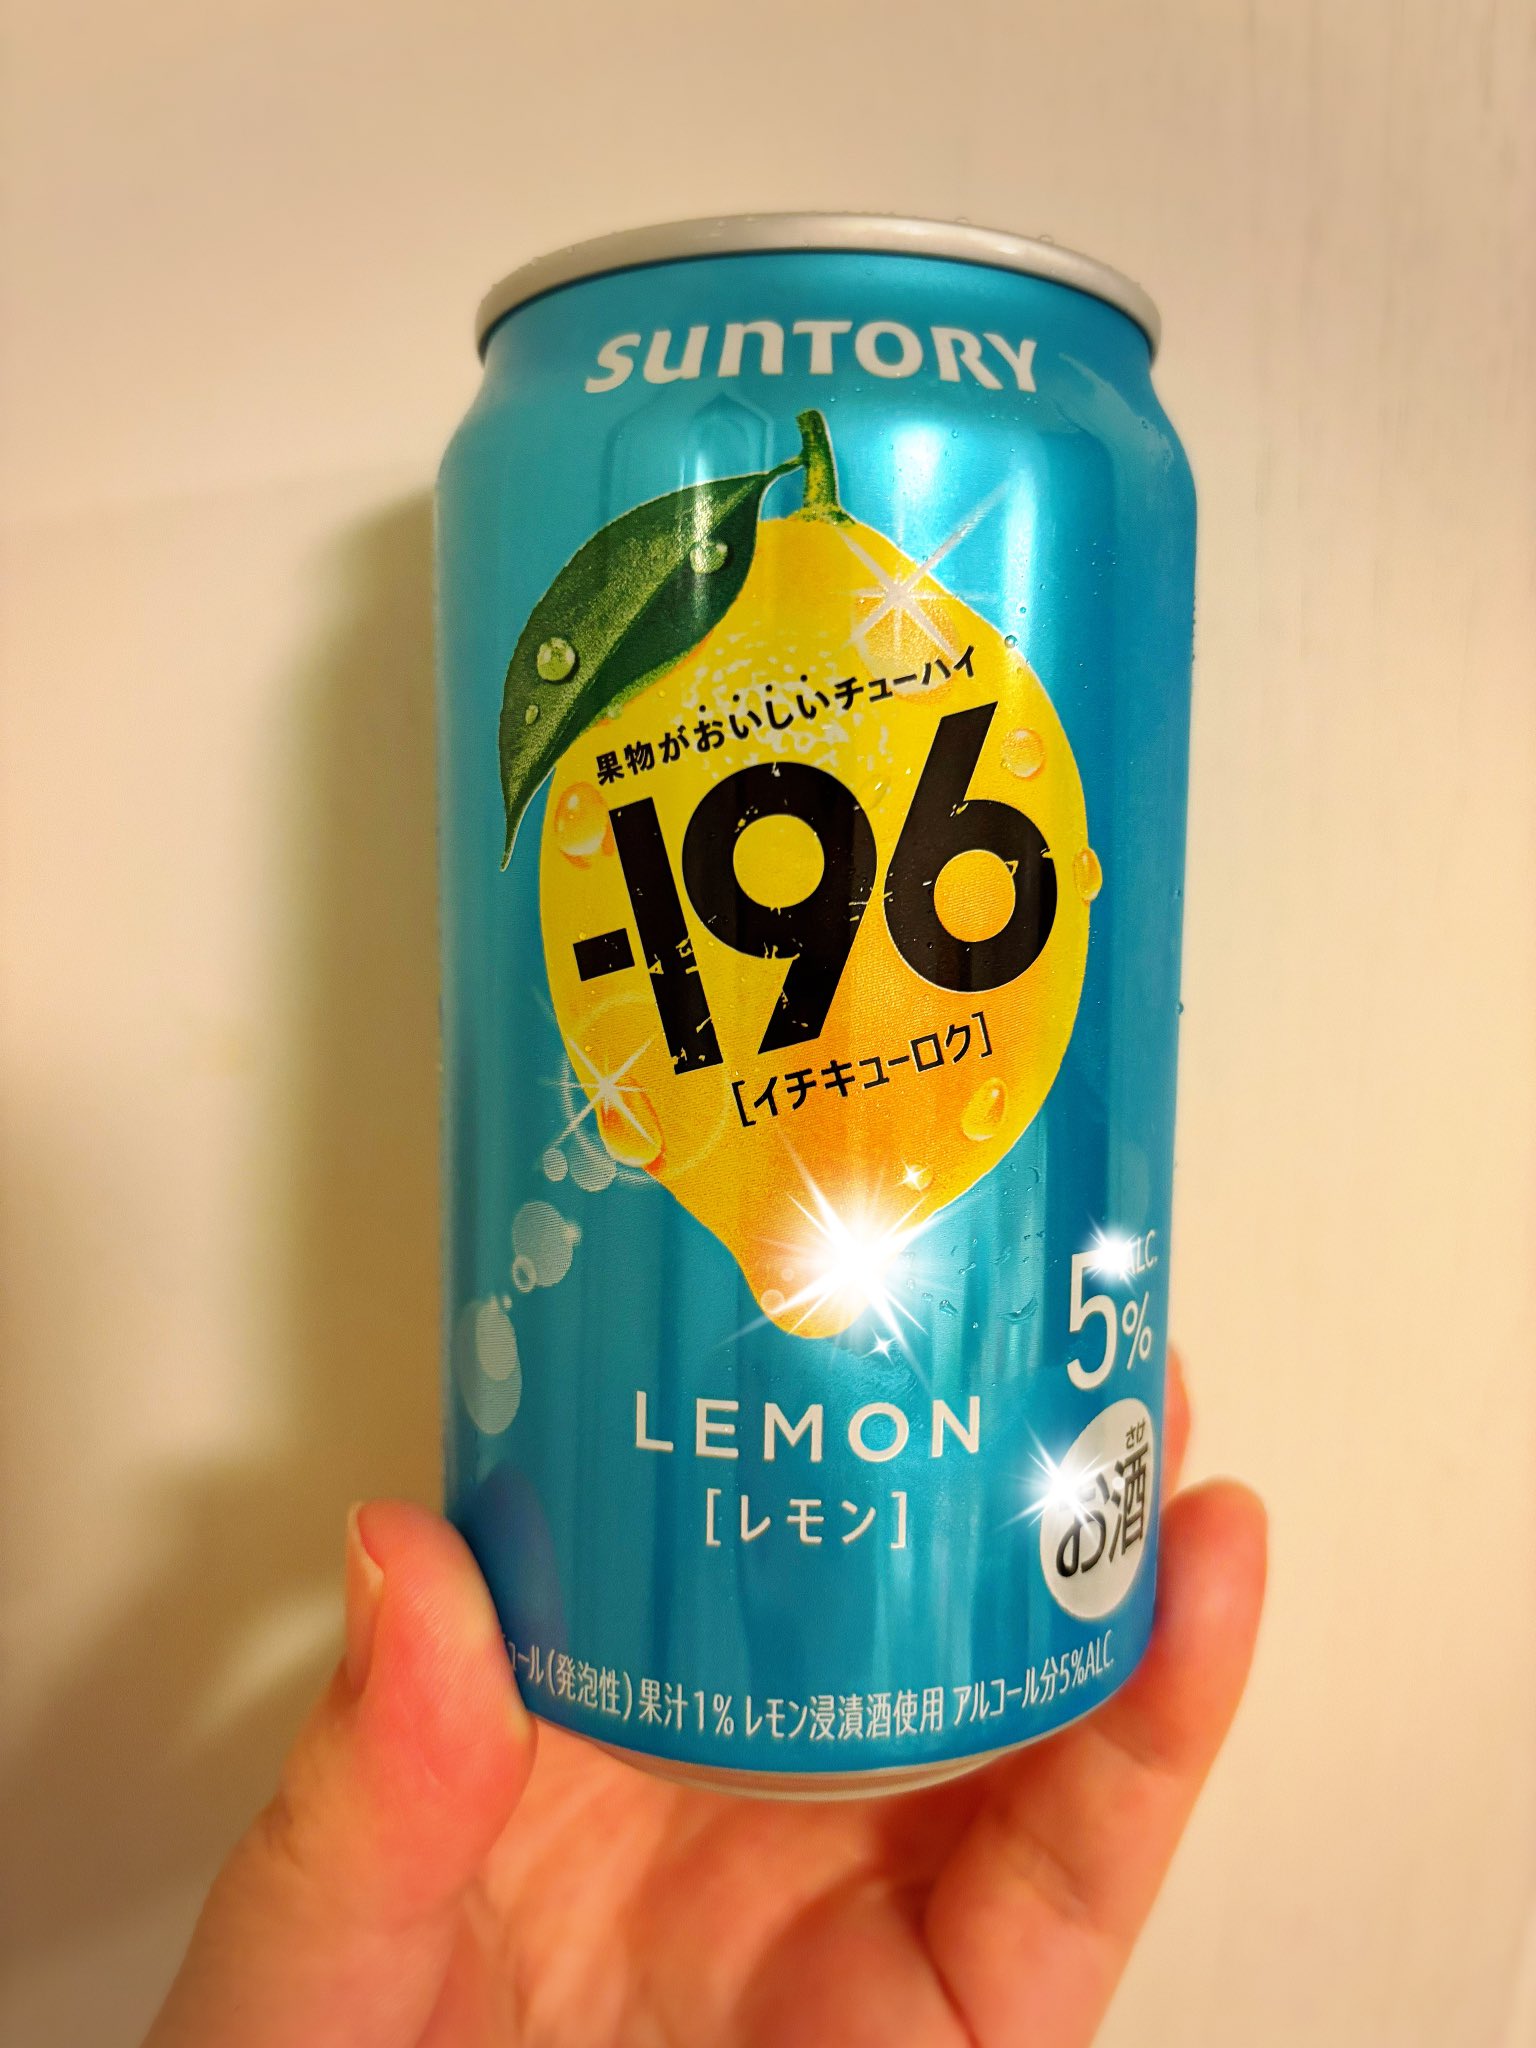 SUNTORY
果物がおいしいチューハイ
-196
[イチキューロク]
ALC.
5%
LEMON
[レモン]
さけ
お酒
(発泡性)果汁1% レモン浸漬酒使用 アルコール分5%ALC.